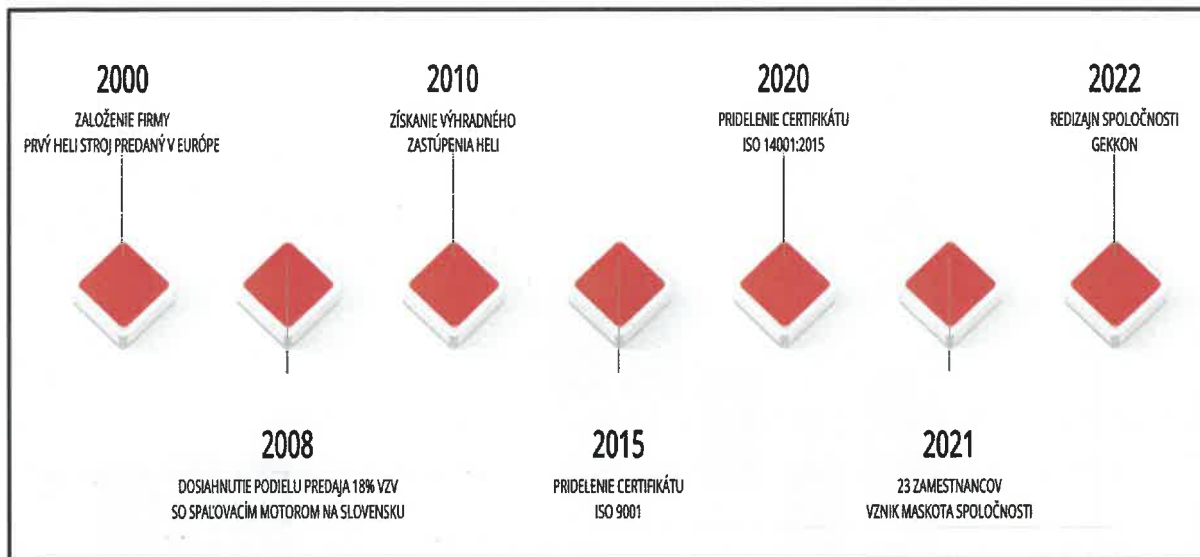 2000
ZALOŽENIE FIRMY
PRVÝ HELI STROJ PREDANÝ V EURÓPE
2008
DOSIAHNUTIE PODIELU PREDAJA 18% VZV
SO SPAĽOVACÍM MOTOROM NA SLOVENSKU
2010
ZÍSKANIE VÝHRADNÉHO
ZASTÚPENIA HELI
2015
PRIDELENIE CERTIFIKÁTU
ISO 9001
2020
PRIDELENIE CERTIFIKÁTU
ISO 14001:2015
2021
23 ZAMESTNANCOV
VZNIK MASKOTA SPOLOČNOSTI
2022
REDIZAJN SPOLOČNOSTI
GEKKON